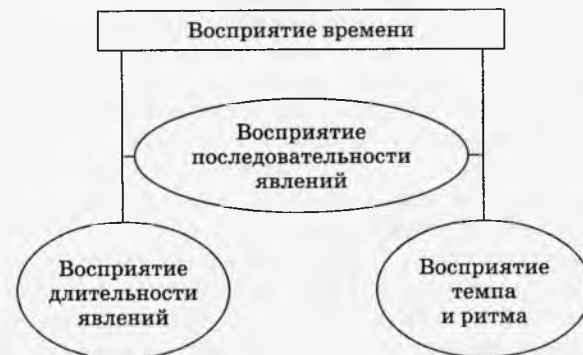 Восприятие времени
Восприятие
последовательности
явлений
Восприятие
длительности
явлений
Восприятие
темпа
и ритма